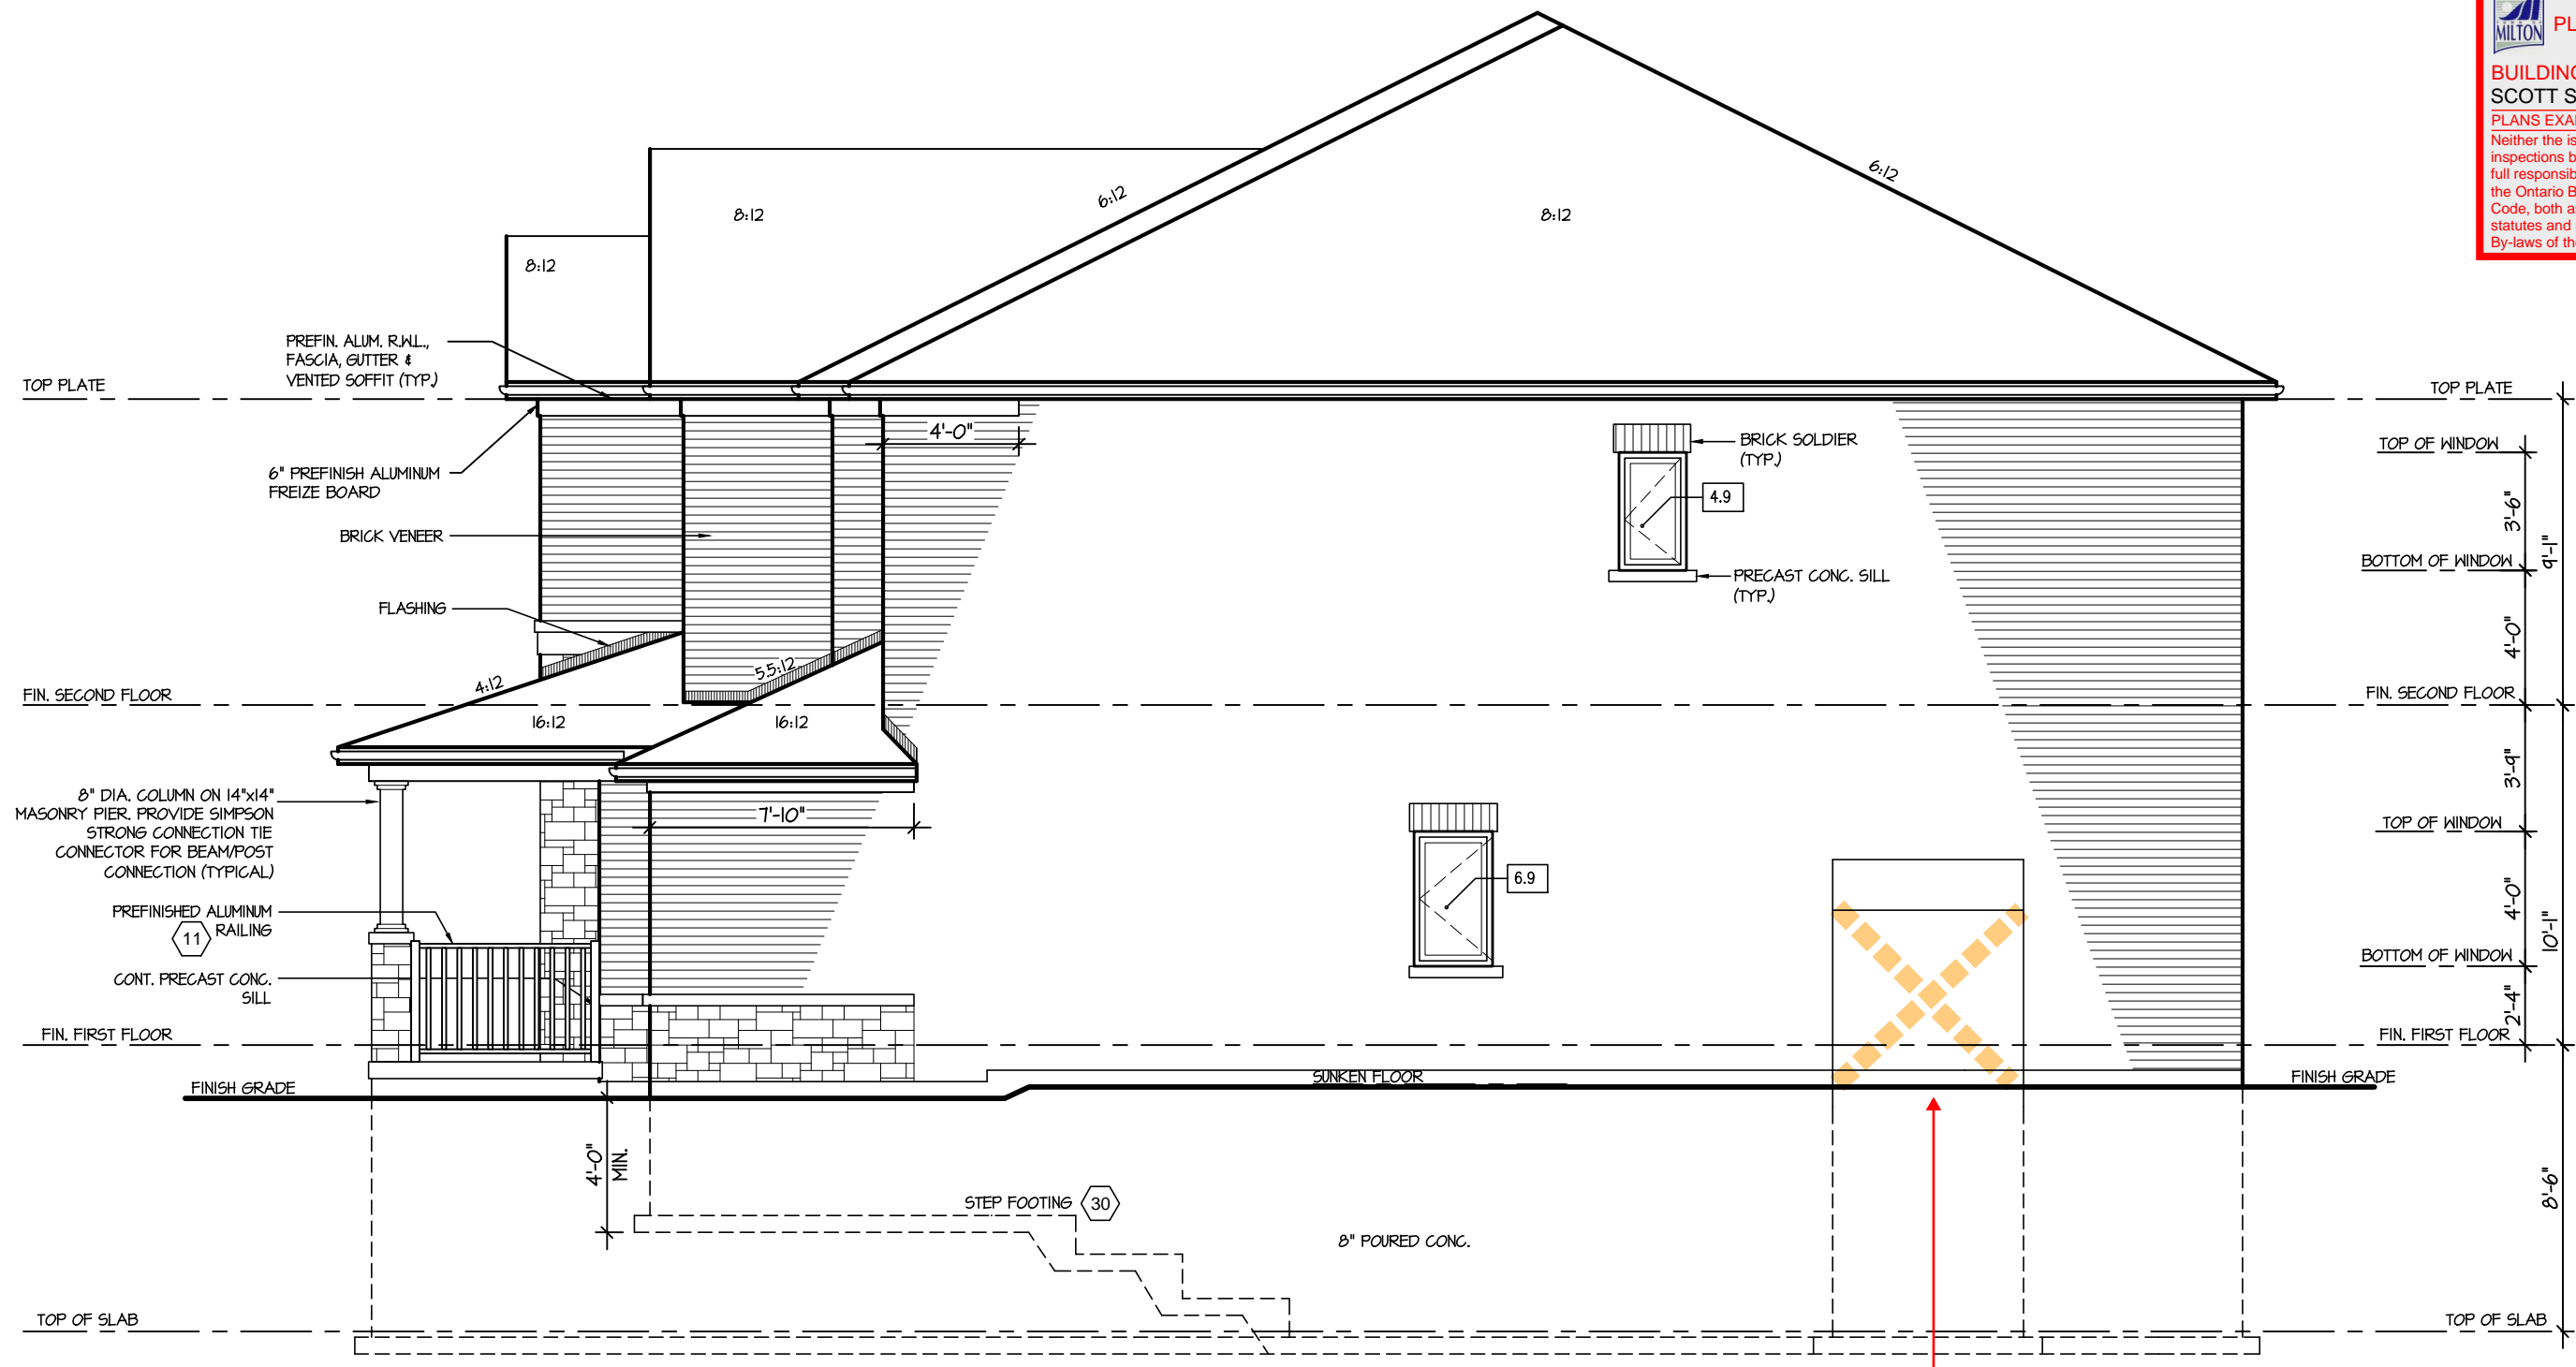 MILTON
BUILDING
SCOTT S
Neither the is
inspections b
full responsib
the Ontario B
Code, both a
statutes and
By-laws of th
6:12
6:12
8:12
8:12
8:12
PREFIN. ALUM. R.W.L.,
FASCIA, GUTTER &
VENTED SOFFIT (TYP.)
TOP PLATE
TOP PLATE
4'-0"
BRICK SOLDIER
(TYP.)
TOP OF WINDOW
6" PREFINISH ALUMINUM
FREIZE BOARD
4.9
3'-6"
9'-1"
BRICK VENEER
BOTTOM OF WINDOW
PRECAST CONC. SILL
(TYP.)
FLASHING
4'-0"
5.5:12
4:12
FIN. SECOND FLOOR
FIN. SECOND FLOOR
16:12
16:12
3'-9"
8" DIA. COLUMN ON 14"x14"
MASONRY PIER. PROVIDE SIMPSON
STRONG CONNECTION TIE
CONNECTOR FOR BEAM/POST
CONNECTION (TYPICAL)
7'-10"
TOP OF WINDOW
6.9
4'-0"
10'-1"
PREFINISHED ALUMINUM
RAILING
11
BOTTOM OF WINDOW
CONT. PRECAST CONC.
SILL
2'-4"
FIN. FIRST FLOOR
FIN. FIRST FLOOR
SUNKEN FLOOR
FINISH GRADE
FINISH GRADE
4'-0"
MIN.
8'-6"
STEP FOOTING
30
8" POURED CONC.
TOP OF SLAB
TOP OF SLAB